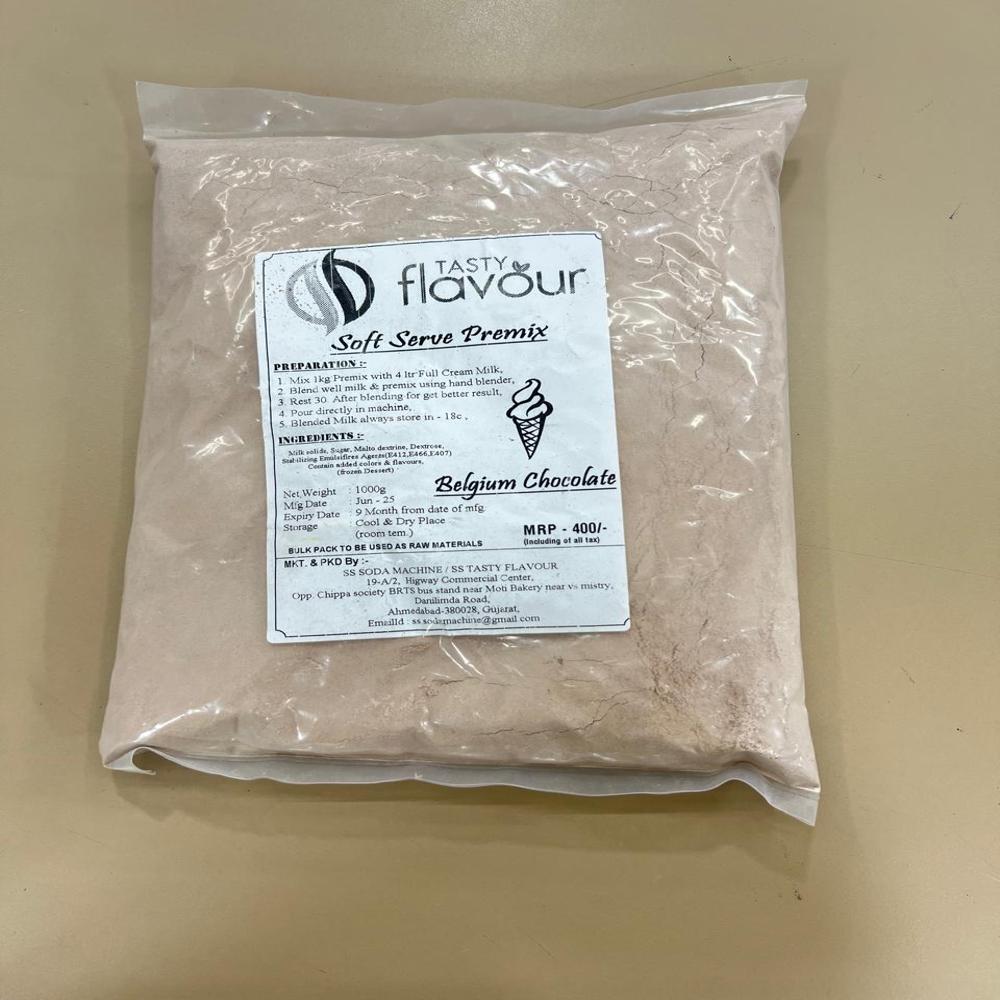 TASTY
flavour
Soft Serve Premix
PREPARATION :-
1. Mix 1kg Premix with 4 ltr Full Cream Milk,
2. Blend well milk & premix using hand blender,
3. Rest 30. After blending for get better result,
4. Pour directly in machine,
5. Blended Milk always store in - 18c ,
INGREDIENTS :-
Milk solids, Sugar, Malto dextrine, Dextrose,
Stabilizing Emulsifires Agents(E412,E466,E407)
Contain added colors & flavours,
(frozen Dessert)
Belgium Chocolate
Net.Weight : 1000g
Mfg Date : Jun - 25
Expiry Date : 9 Month from date of mfg.
Storage : Cool & Dry Place
(room tem.)
MRP - 400/-
(Including of all tax)
BULK PACK TO BE USED AS RAW MATERIALS
MKT. & PKD By :-
SS SODA MACHINE / SS TASTY FLAVOUR
19-A/2, Higway Commercial Center,
Opp. Chippa society BRTS bus stand near Moti Bakery near vs mistry,
Danilimda Road,
Ahmedabad-380028, Gujarat,
EmailId : sssodamachine@gmail.com